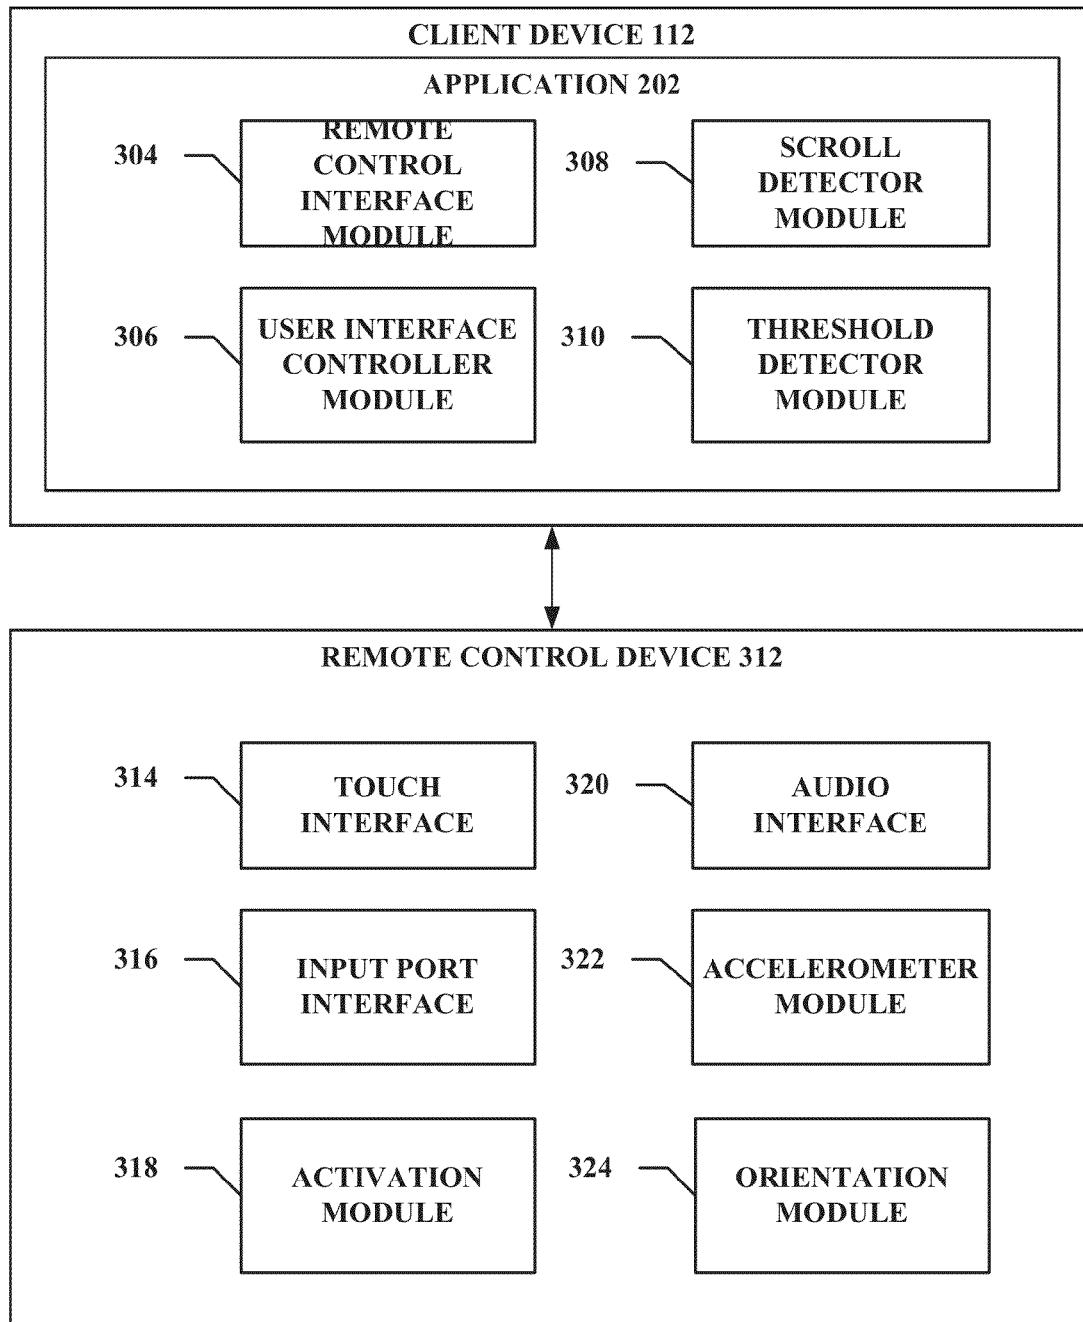 CLIENT DEVICE 112
APPLICATION 202
304
REMOTE
CONTROL
INTERFACE
MODULE
308
SCROLL
DETECTOR
MODULE
306
USER INTERFACE
CONTROLLER
MODULE
310
THRESHOLD
DETECTOR
MODULE
REMOTE CONTROL DEVICE 312
314
TOUCH
INTERFACE
320
AUDIO
INTERFACE
316
INPUT PORT
INTERFACE
322
ACCELEROMETER
MODULE
318
ACTIVATION
MODULE
324
ORIENTATION
MODULE